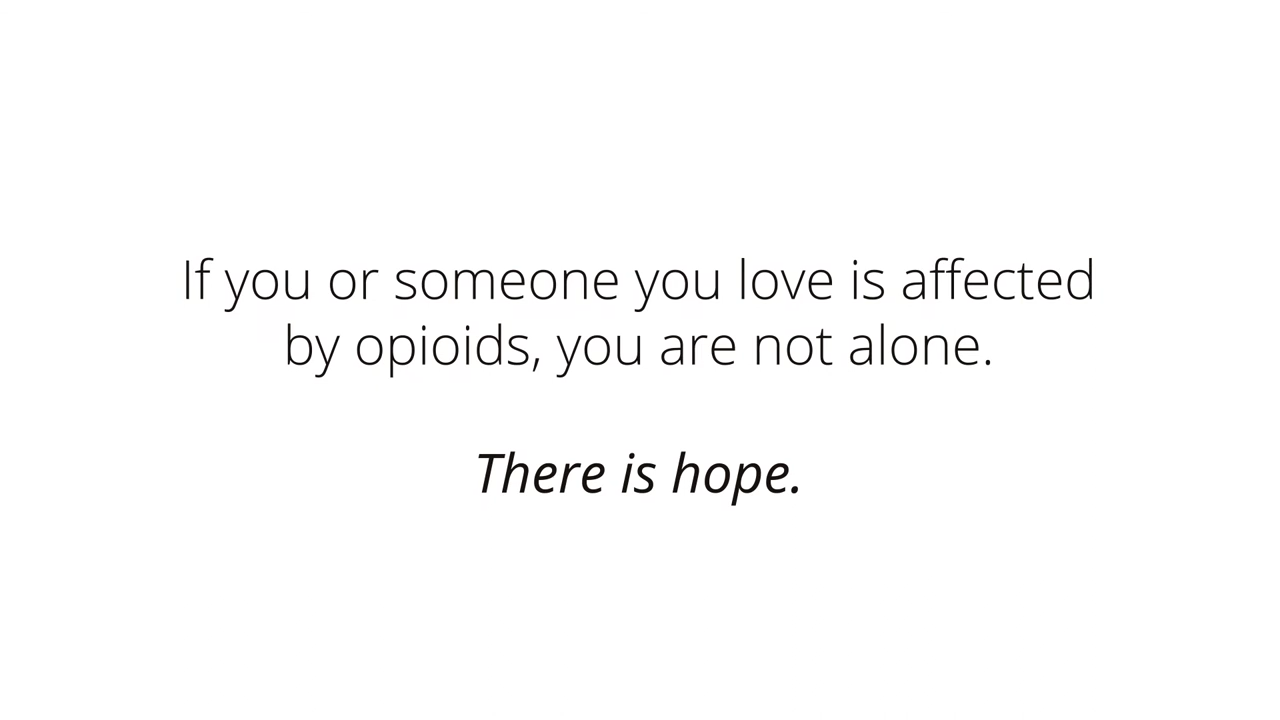 If you or someone you love is affected
by opioids, you are not alone.
There is hope.